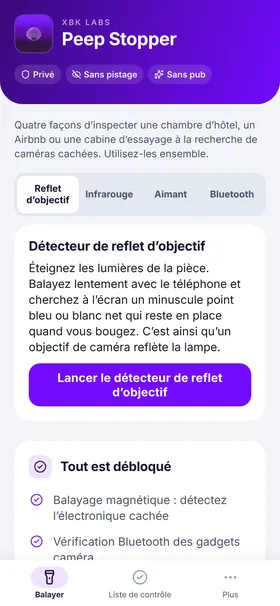 XBK LABS
Peep Stopper
Privé
Sans pistage
Sans pub
Quatre façons d’inspecter une chambre d’hôtel, un
Airbnb ou une cabine d’essayage à la recherche de
caméras cachées. Utilisez-les ensemble.
Reflet
d’objectif
Infrarouge
Aimant
Bluetooth
Détecteur de reflet d’objectif
Éteignez les lumières de la pièce.
Balayez lentement avec le téléphone et
cherchez à l’écran un minuscule point
bleu ou blanc net qui reste en place
quand vous bougez. C’est ainsi qu’un
objectif de caméra reflète la lampe.
Lancer le détecteur de reflet
d’objectif
Tout est débloqué
Balayage magnétique : détectez
l’électronique cachée
Vérification Bluetooth des gadgets
caméra
Balayer
Liste de contrôle
Plus